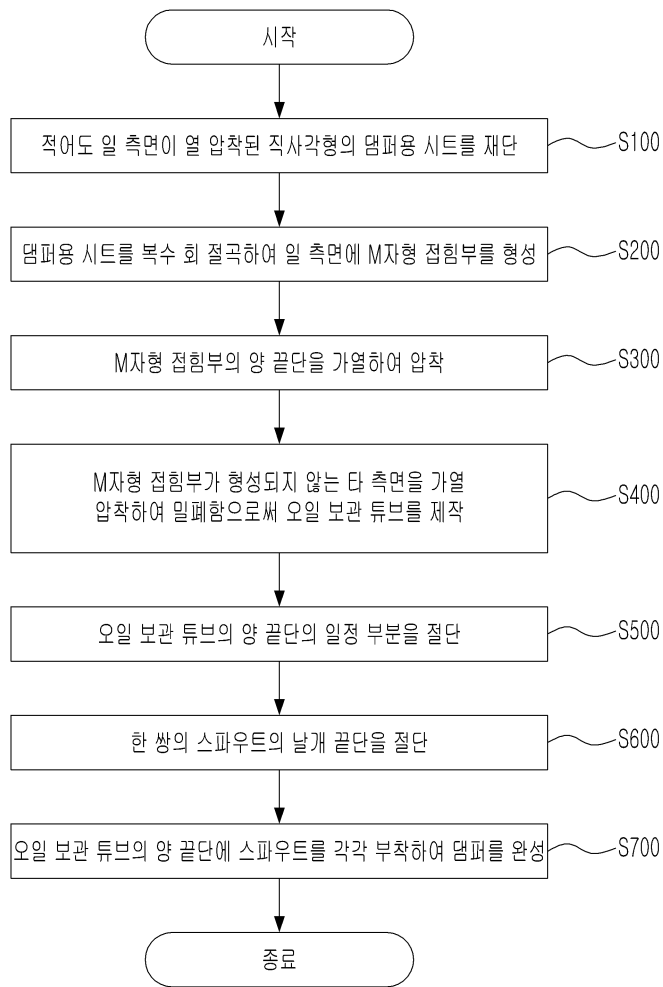 시작
적어도 일 측면이 열 압착된 직사각형의 댐퍼용 시트를 재단
S100
댐퍼용 시트를 복수 회 절곡하여 일 측면에 M자형 접힘부를 형성
S200
M자형 접힘부의 양 끝단을 가열하여 압착
S300
M자형 접힘부가 형성되지 않는 타 측면을 가열
압착하여 밀폐함으로써 오일 보관 튜브를 제작
S400
오일 보관 튜브의 양 끝단의 일정 부분을 절단
S500
한 쌍의 스파우트의 날개 끝단을 절단
S600
오일 보관 튜브의 양 끝단에 스파우트를 각각 부착하여 댐퍼를 완성
S700
종료